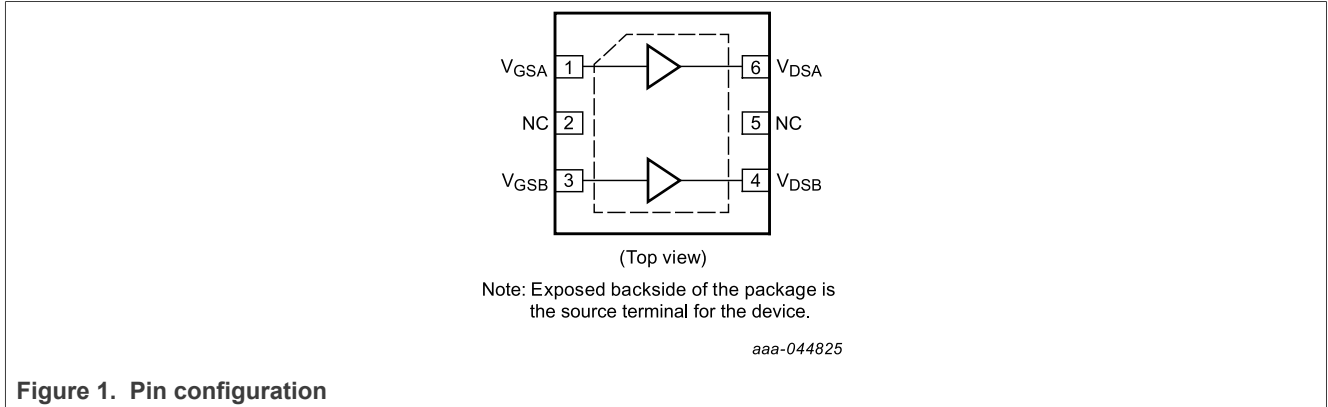 VGSA 1 6 VDSA
NC 2 5 NC
VGSB 3 4 VDSB
(Top view)
Note: Exposed backside of the package is
the source terminal for the device.
aaa-044825
Figure 1. Pin configuration